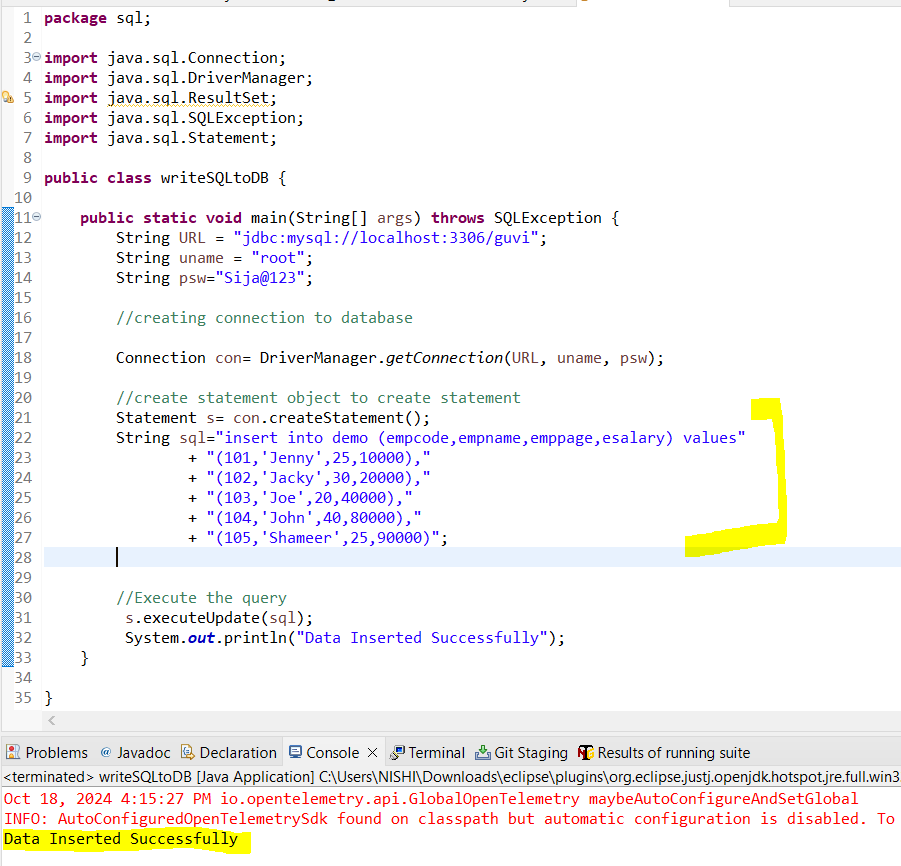 1 package sql;
2
3 import java.sql.Connection;
4 import java.sql.DriverManager;
5 import java.sql.ResultSet;
6 import java.sql.SQLException;
7 import java.sql.Statement;
8
9 public class writeSQLtoDB {
10
11 public static void main(String[] args) throws SQLException {
12 String URL = "jdbc:mysql://localhost:3306/guvi";
13 String uname = "root";
14 String psw="Sija@123";
15
16 //creating connection to database
17
18 Connection con= DriverManager.getConnection(URL, uname, psw);
19
20 //create statement object to create statement
21 Statement s= con.createStatement();
22 String sql="insert into demo (empcode,empname,emppage,esalary) values"
23 + "(101,'Jenny',25,10000),"
24 + "(102,'Jacky',30,20000),"
25 + "(103,'Joe',20,40000),"
26 + "(104,'John',40,80000),"
27 + "(105,'Shameer',25,90000)";
28
29
30 //Execute the query
31 s.executeUpdate(sql);
32 System.out.println("Data Inserted Successfully");
33 }
34
35 }
Problems @ Javadoc Declaration Console Terminal Git Staging Results of running suite
<terminated> writeSQLtoDB [Java Application] C:\Users\NISHI\Downloads\eclipse\plugins\org.eclipse.justj.openjdk.hotspot.jre.full.win3
Oct 18, 2024 4:15:27 PM io.opentelemetry.api.GlobalOpenTelemetry maybeAutoConfigureAndSetGlobal
INFO: AutoConfiguredOpenTelemetrySdk found on classpath but automatic configuration is disabled. To
Data Inserted Successfully